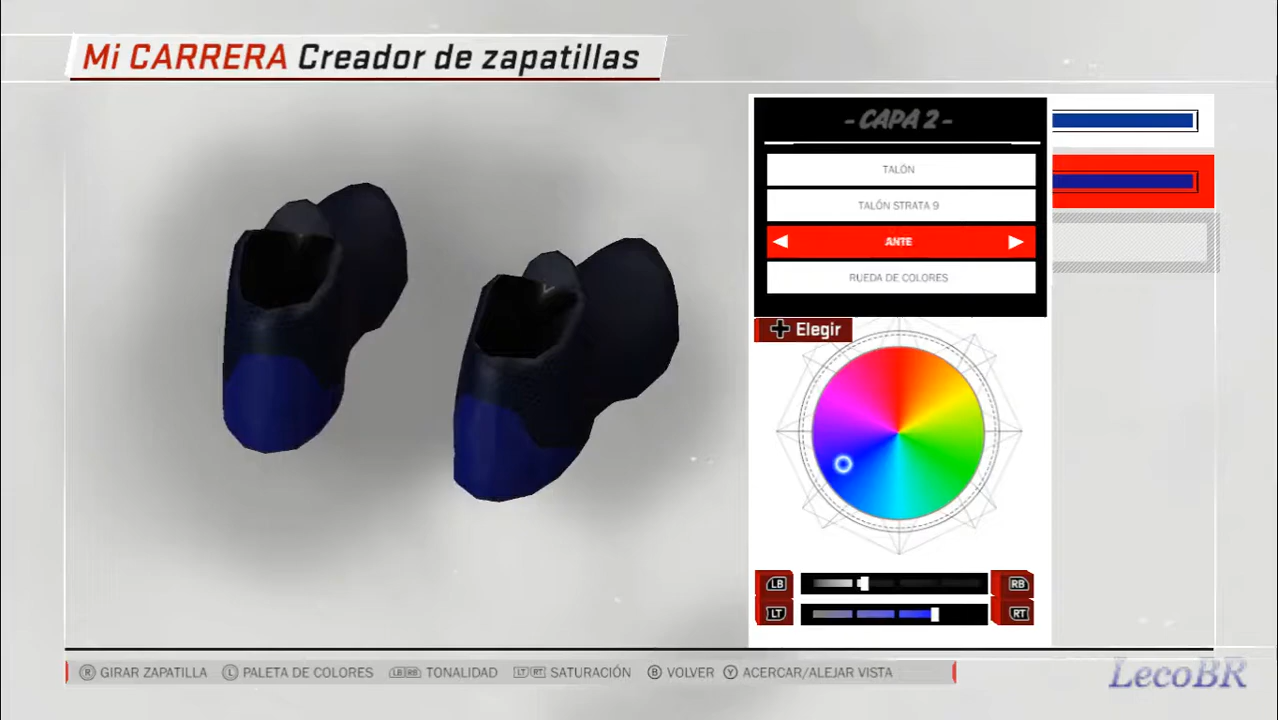 Mi CARRERA Creador de zapatillas
- CAPA 2 -
TALÓN
TALÓN STRATA 9
ANTE
RUEDA DE COLORES
Elegir
LB
RB
LT
RT
R GIRAR ZAPATILLA L PALETA DE COLORES LB RB TONALIDAD LT RT SATURACIÓN B VOLVER Y ACERCAR/ALEJAR VISTA
LecoBR